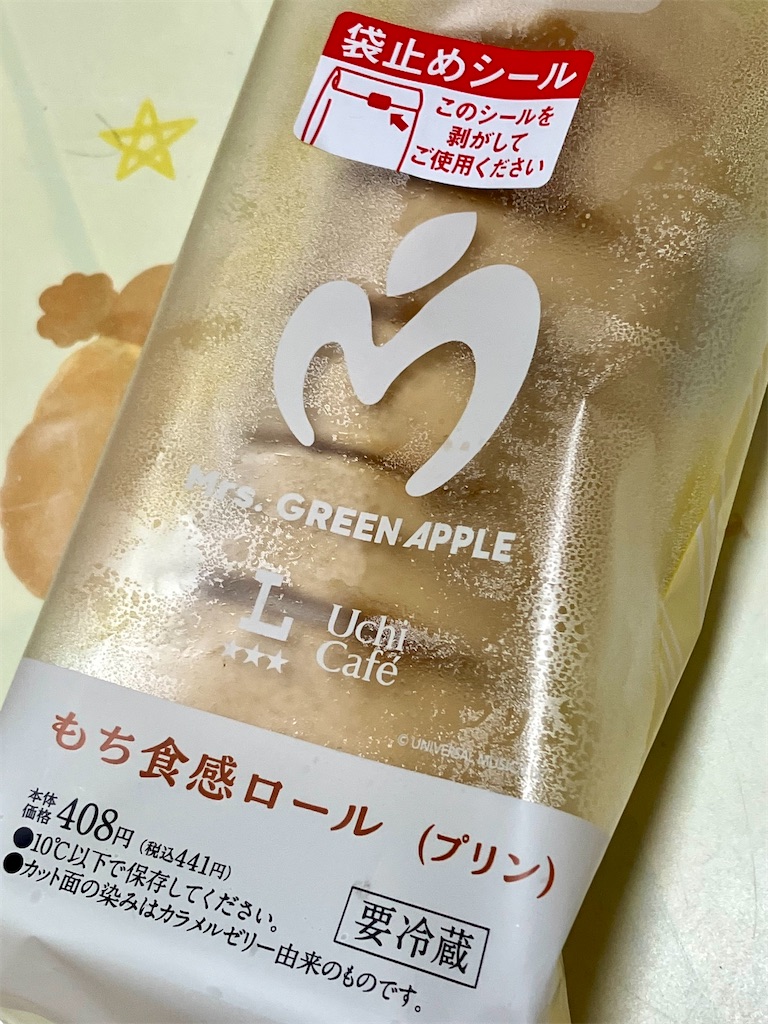 袋止めシール
このシールを
剥がして
ご使用ください
Mrs. GREEN APPLE
L
Uchi
Café
© UNIVERSAL MUSIC
もち食感ロール (プリン)
本体
価格 408円 (税込441円)
●10℃以下で保存してください。
●カット面の染みはカラメルゼリー由来のものです。
要冷蔵